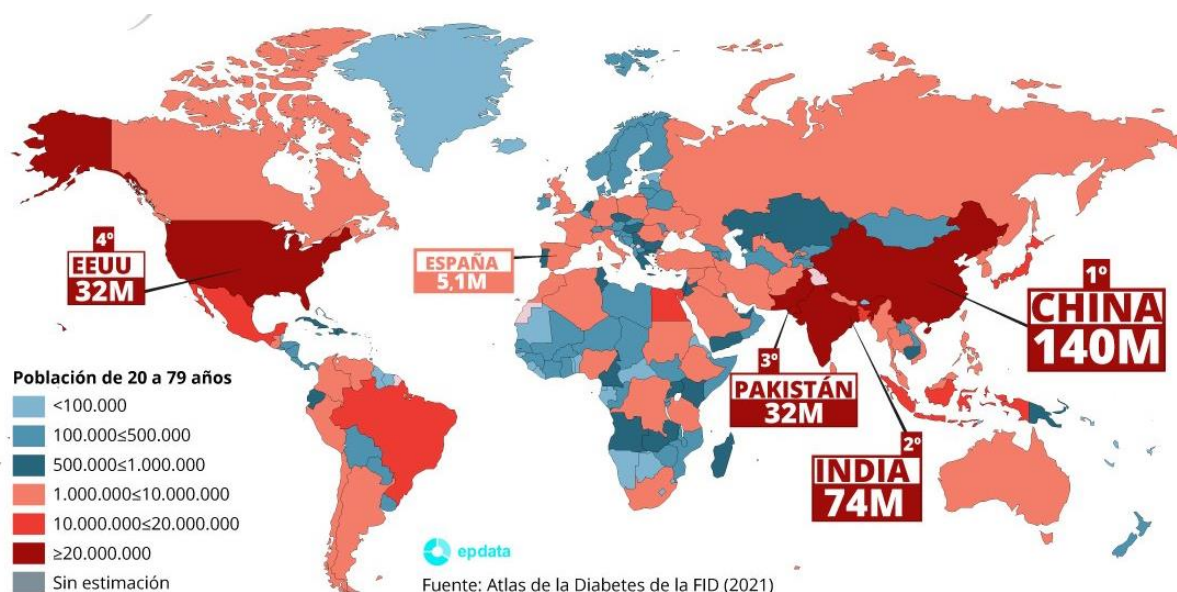 4º
EEUU
32M
ESPAÑA
5,1M
1º
CHINA
140M
3º
PAKISTÁN
32M
2º
INDIA
74M
Población de 20 a 79 años
<100.000
100.000≤500.000
500.000≤1.000.000
1.000.000≤10.000.000
10.000.000≤20.000.000
≥20.000.000
Sin estimación
epdata
Fuente: Atlas de la Diabetes de la FID (2021)